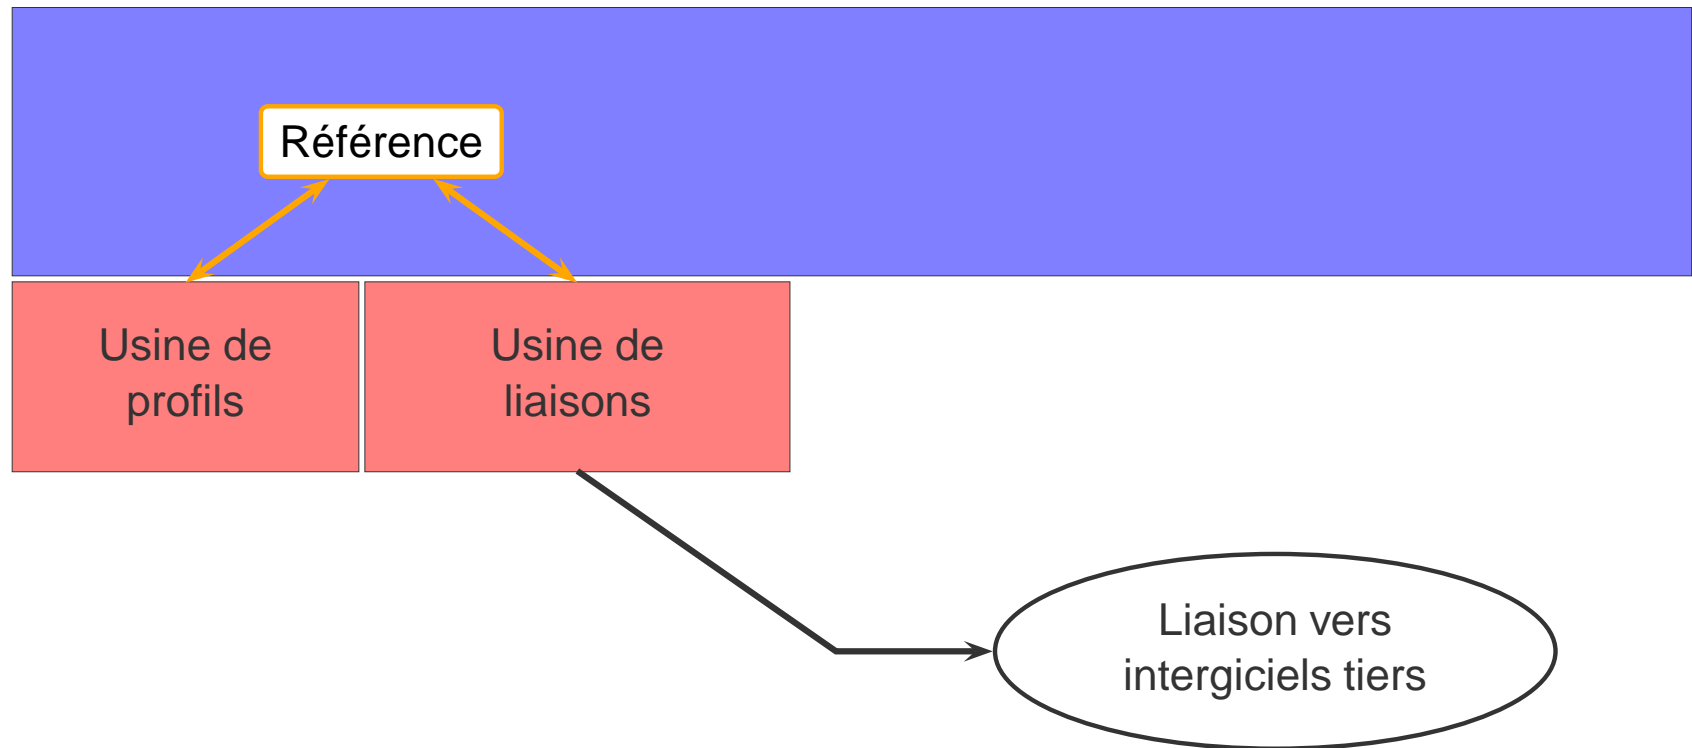 Référence
Usine de
profils
Usine de
liaisons
Liaison vers
intergiciels tiers